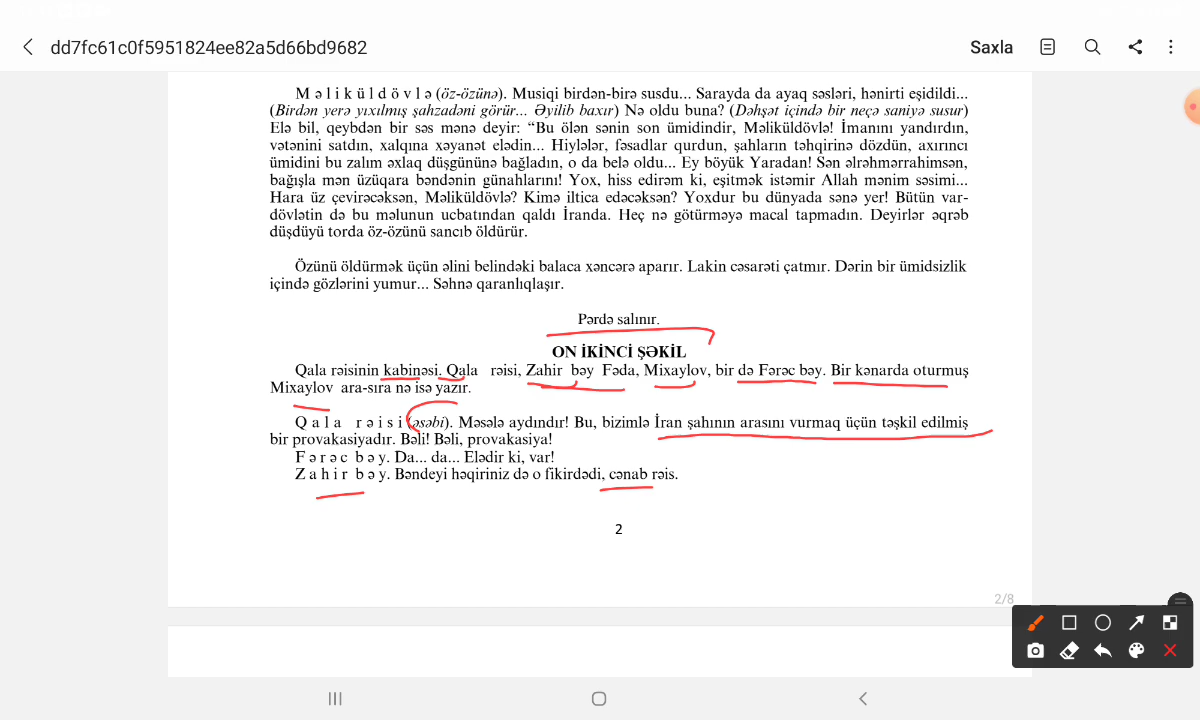 dd7fc61c0f5951824ee82a5d66bd9682
Saxla
M ə l i k ü l d ö v l ə (öz-özünə). Musiqi birdən-birə susdu... Sarayda da ayaq səsləri, hənirti eşidildi...
(Birdən yerə yıxılmış şahzadəni görür... Əyilib baxır) Nə oldu buna? (Dəhşət içində bir neçə saniyə susur)
Elə bil, qeybdən bir səs mənə deyir: “Bu ölən sənin son ümidindir, Məliküldövlə! İmanını yandırdın,
vətənini satdın, xalqına xəyanət elədin... Hiylələr, fəsadlar qurdun, şahların təhqirinə dözdün, axırıncı
ümidini bu zalım əxlaq düşgününə bağladın, o da belə oldu... Ey böyük Yaradan! Sən əlrəhmərrahimsən,
bağışla mən üzüqara bəndənin günahlarını! Yox, hiss edirəm ki, eşitmək istəmir Allah mənim səsimi...
Hara üz çevirəcəksən, Məliküldövlə? Kimə iltica edəcəksən? Yoxdur bu dünyada sənə yer! Bütün var-
dövlətin də bu məlunun ucbatından qaldı İranda. Heç nə götürməyə macal tapmadın. Deyirlər əqrəb
düşdüyü torda öz-özünü sancıb öldürür.
Özünü öldürmək üçün əlini belindəki balaca xəncərə aparır. Lakin cəsarəti çatmır. Dərin bir ümidsizlik
içində gözlərini yumur... Səhnə qaranlıqlaşır.
Pərdə salınır.
ON İKİNCİ ŞƏKİL
Qala rəisinin kabinəsi. Qala rəisi, Zahir bəy Fəda, Mixaylov, bir də Fərəc bəy. Bir kənarda oturmuş
Mixaylov ara-sıra nə isə yazır.
Q a l a r ə i s i (əsəbi). Məsələ aydındır! Bu, bizimlə İran şahının arasını vurmaq üçün təşkil edilmiş
bir provakasiyadır. Bəli! Bəli, provakasiya!
F ə r ə c b ə y. Da... da... Elədir ki, var!
Z a h i r b ə y. Bəndeyi həqiriniz də o fikirdədi, cənab rəis.
2
2/8